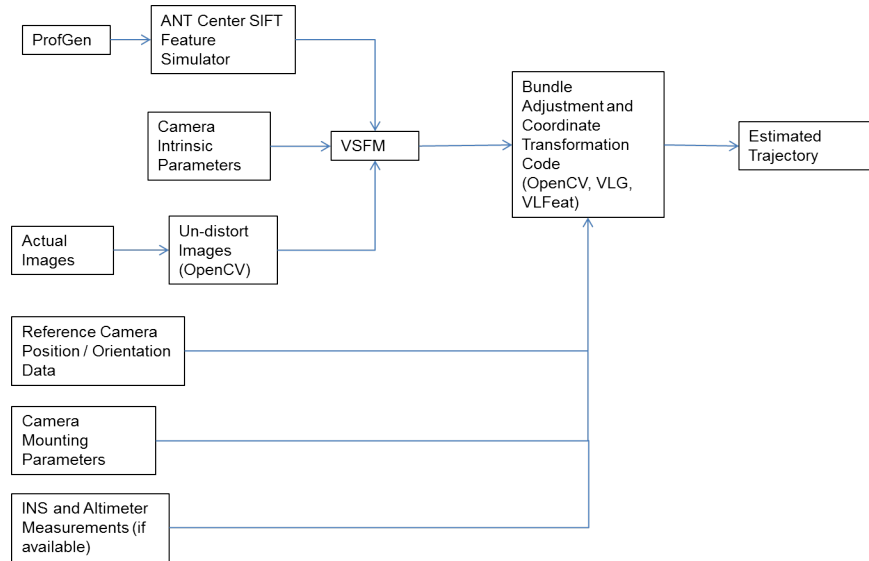 ProfGen
ANT Center SIFT
Feature
Simulator
Camera
Intrinsic
Parameters
VSFM
Bundle
Adjustment and
Coordinate
Transformation
Code
(OpenCV, VLG,
VLFeat)
Estimated
Trajectory
Actual
Images
Un-distort
Images
(OpenCV)
Reference Camera
Position / Orientation
Data
Camera
Mounting
Parameters
INS and Altimeter
Measurements (if
available)